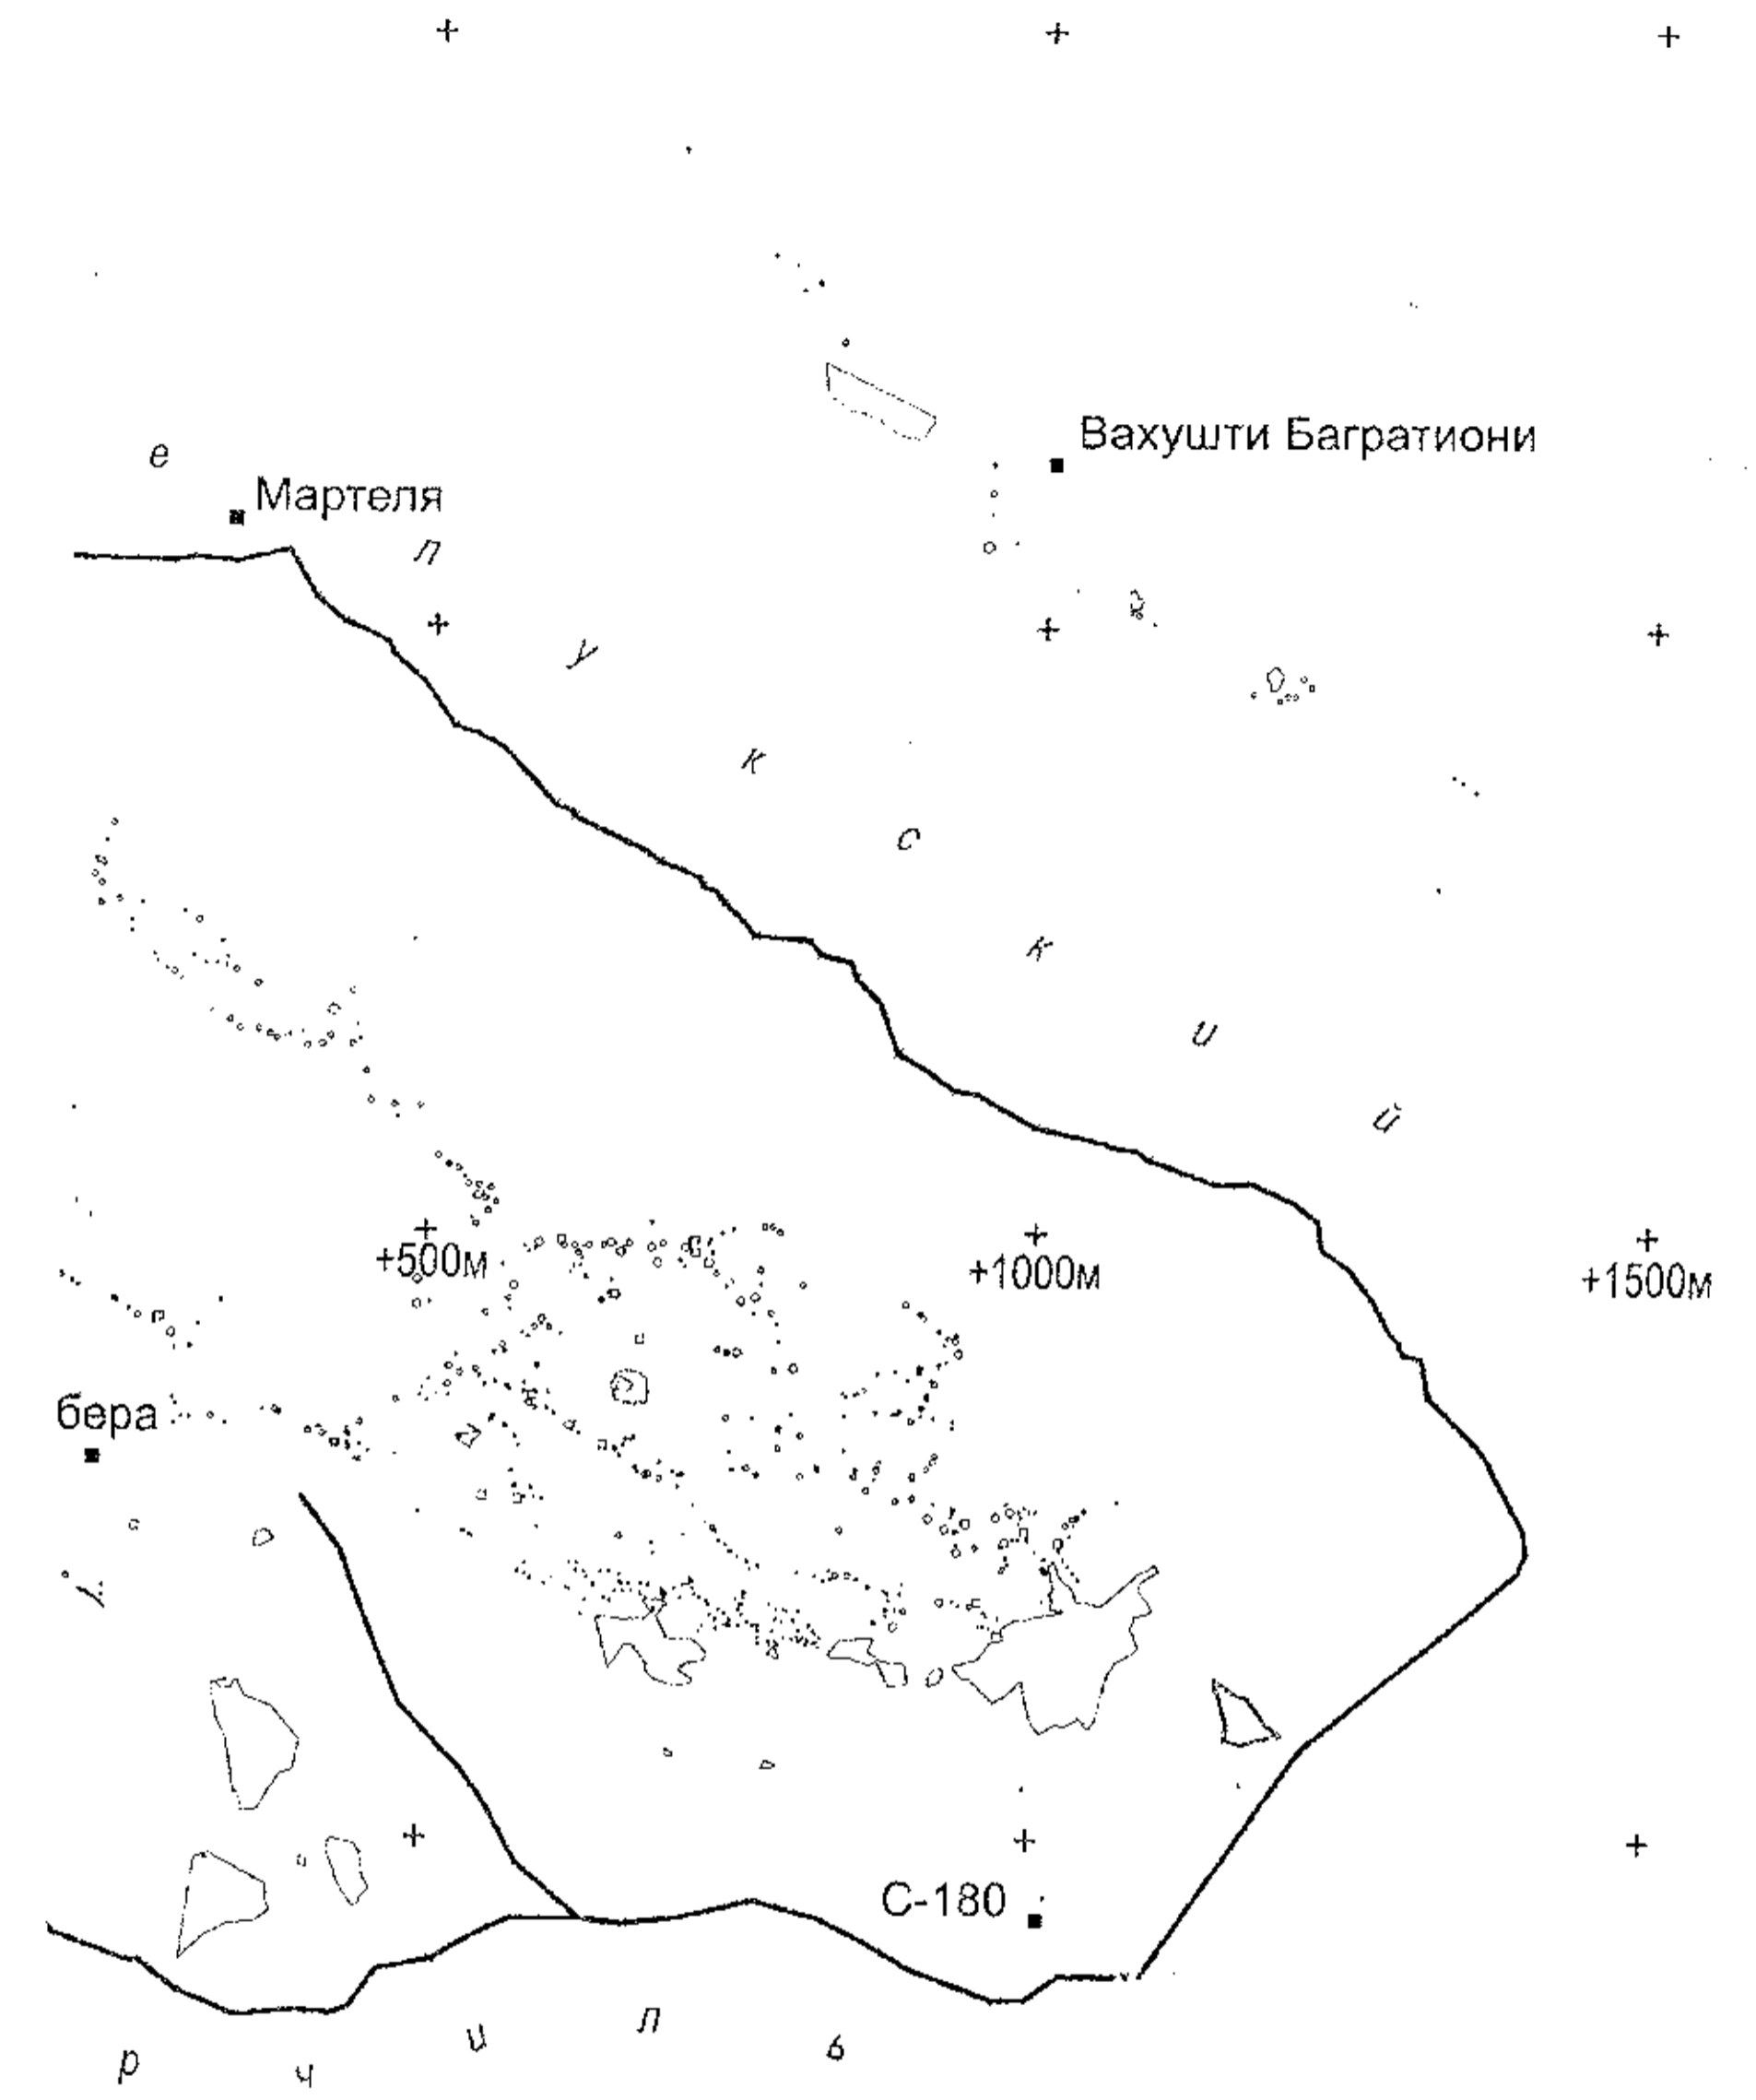 Вахушти Багратиони
е
Мартеля
л
у
к
с
к
и
й
+500м
+1000м
+1500м
бера
С-180
р ч и л ь